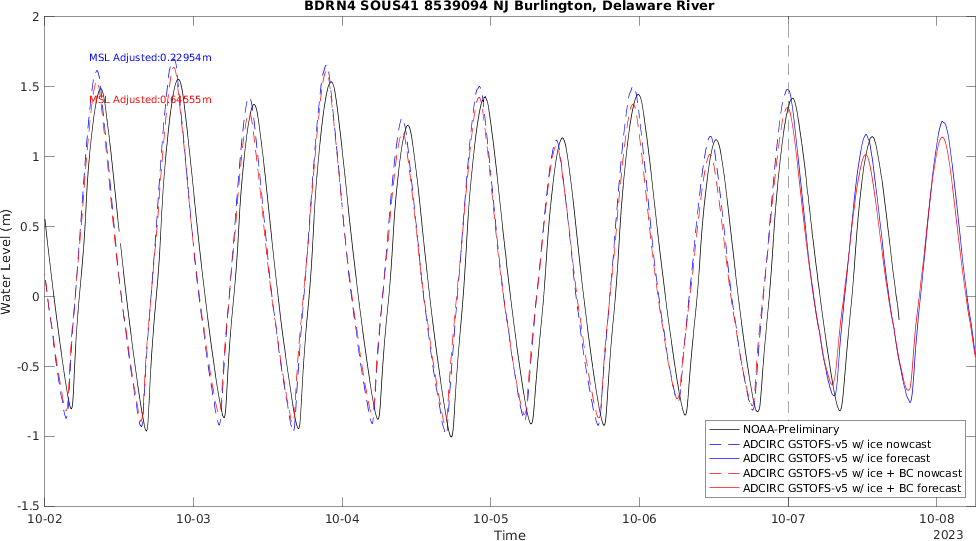 BDRN4 SOUS41 8539094 NJ Burlington, Delaware River
2
MSL Adjusted:0.22954m
1.5
MSL Adjusted:0.64555m
1
0.5
Water Level (m)
0
-0.5
-1
NOAA-Preliminary
ADCIRC GSTOFS-v5 w/ ice nowcast
ADCIRC GSTOFS-v5 w/ ice forecast
ADCIRC GSTOFS-v5 w/ ice + BC nowcast
ADCIRC GSTOFS-v5 w/ ice + BC forecast
-1.5
10-02 10-03 10-04 10-05 10-06 10-07 10-08
Time
2023